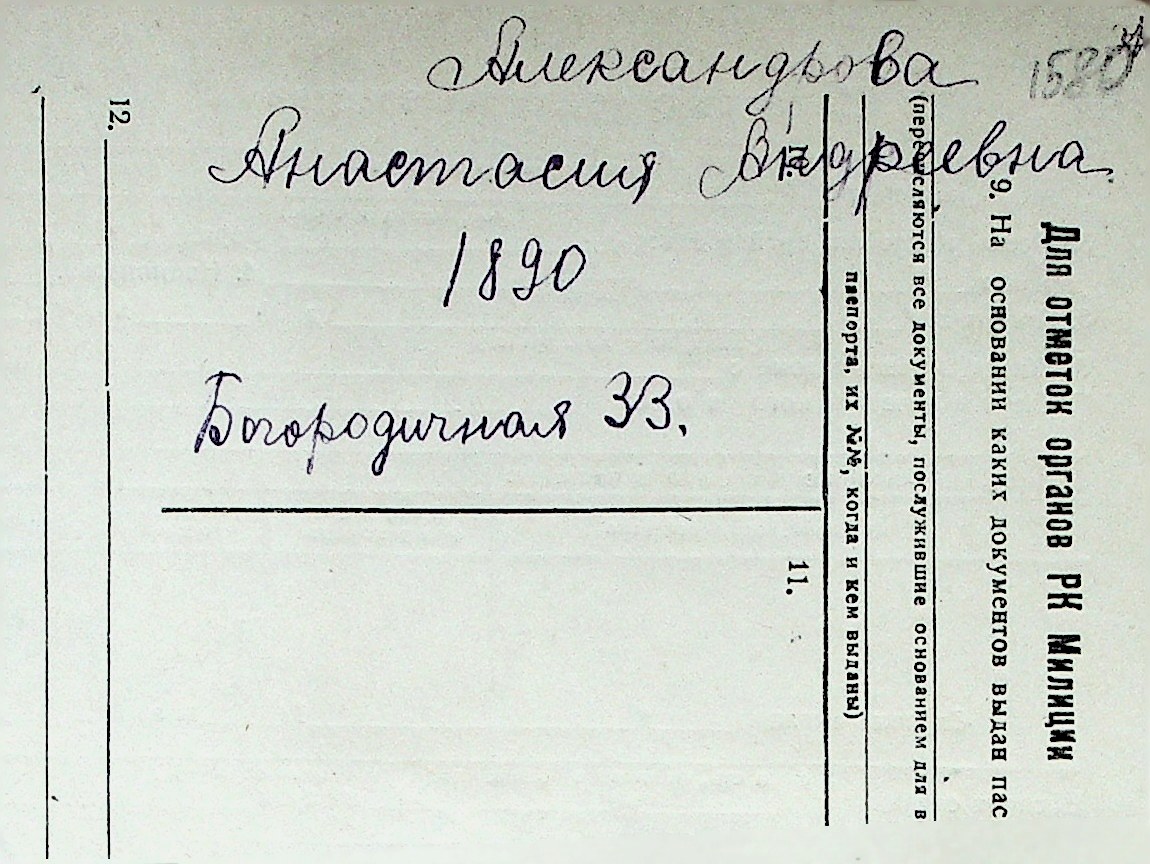 Александрова
1580
Анастасия Андреевна
1890
Богородичная 33.
Для отметок органов РК Милиции
9. На основании каких документов выдан пас
(перечисляются все документы, послужившие основанием для в
паспорта, их №№, когда и кем выданы)
11.
12.